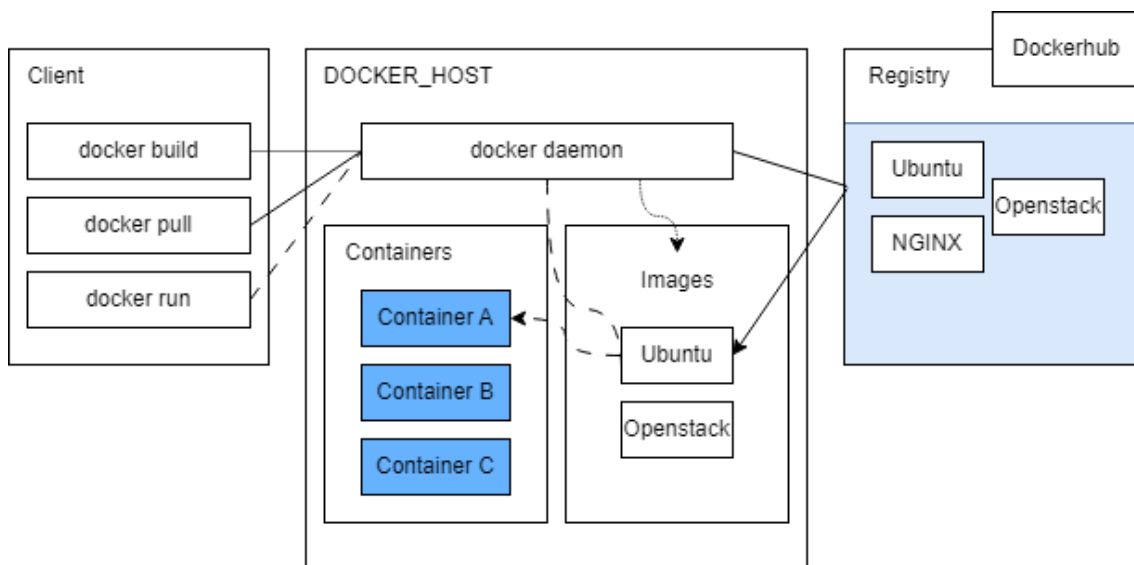 Client
docker build
docker pull
docker run
DOCKER_HOST
docker daemon
Containers
Container A
Container B
Container C
Images
Ubuntu
Openstack
Registry
Dockerhub
Ubuntu
Openstack
NGINX